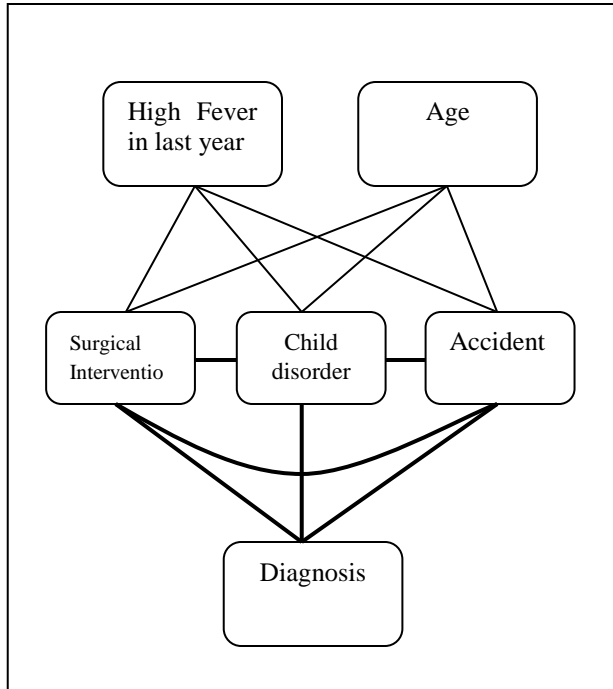 High Fever
in last year
Age
Surgical
Interventio
Child
disorder
Accident
Diagnosis